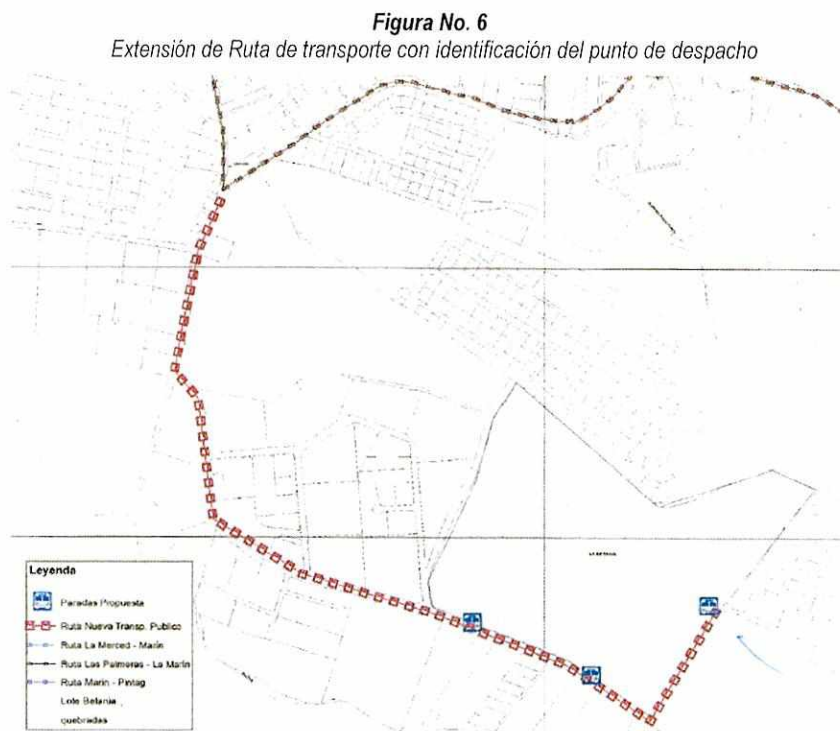 Figura No. 6
Extensión de Ruta de transporte con identificación del punto de despacho
Leyenda
Paradas Propuesta
Ruta Nueva Transp. Publico
Ruta La Merced - Marín
Ruta Las Palmeras - La Marín
Ruta Marín - Pintag
Lote Betania
quebradas